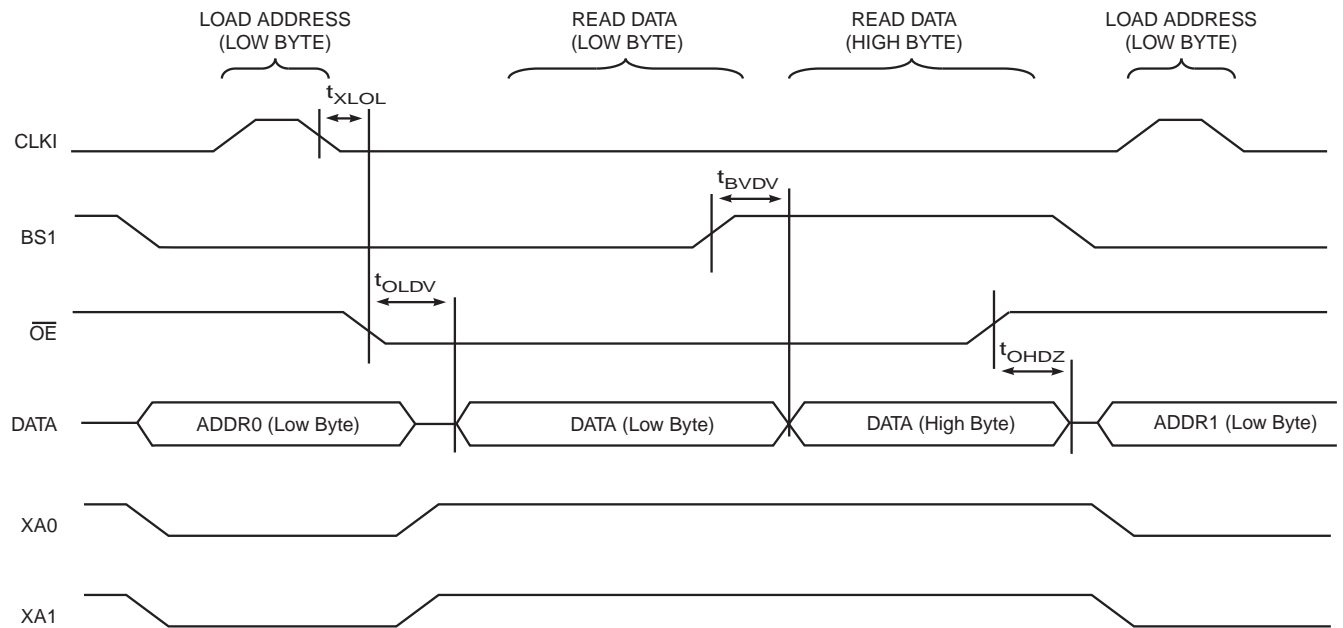 LOAD ADDRESS
(LOW BYTE)
READ DATA
(LOW BYTE)
READ DATA
(HIGH BYTE)
LOAD ADDRESS
(LOW BYTE)
tXLOL
CLKI
tBVDV
BS1
tOLDV
OE
tOHDZ
DATA
ADDR0 (Low Byte)
DATA (Low Byte)
DATA (High Byte)
ADDR1 (Low Byte)
XA0
XA1